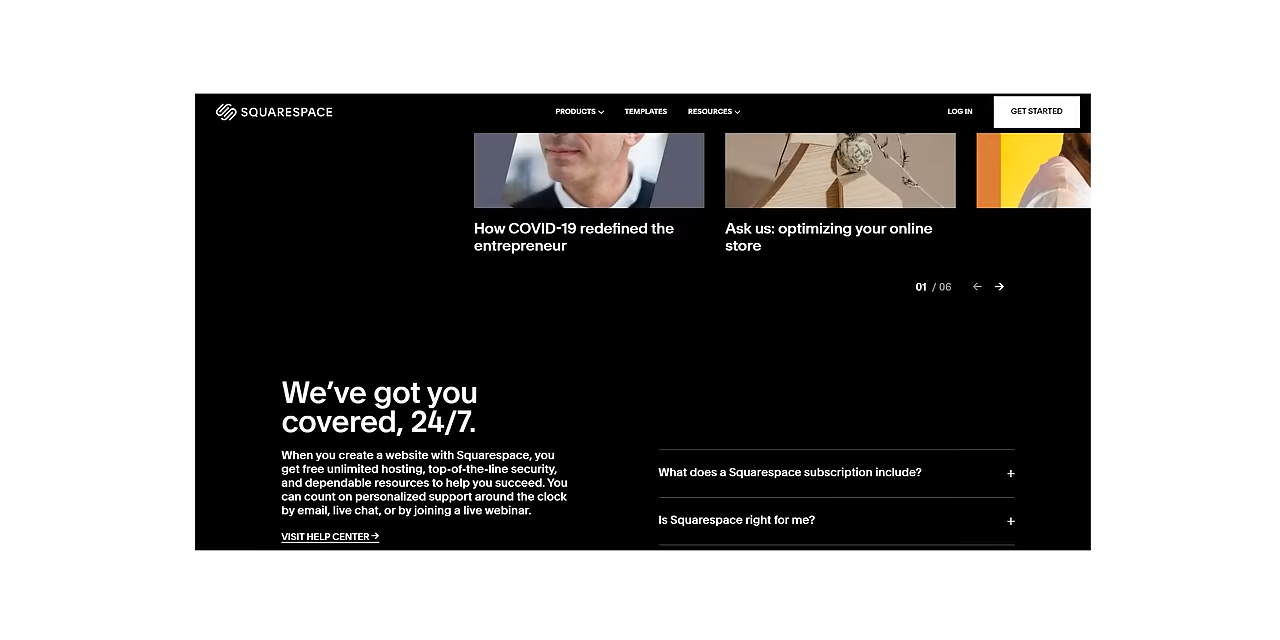 SQUARESPACE
PRODUCTS
TEMPLATES
RESOURCES
LOG IN
GET STARTED
How COVID-19 redefined the
entrepreneur
Ask us: optimizing your online
store
01 / 06
We’ve got you
covered, 24/7.
When you create a website with Squarespace, you
get free unlimited hosting, top-of-the-line security,
and dependable resources to help you succeed. You
can count on personalized support around the clock
by email, live chat, or by joining a live webinar.
VISIT HELP CENTER →
What does a Squarespace subscription include?
Is Squarespace right for me?